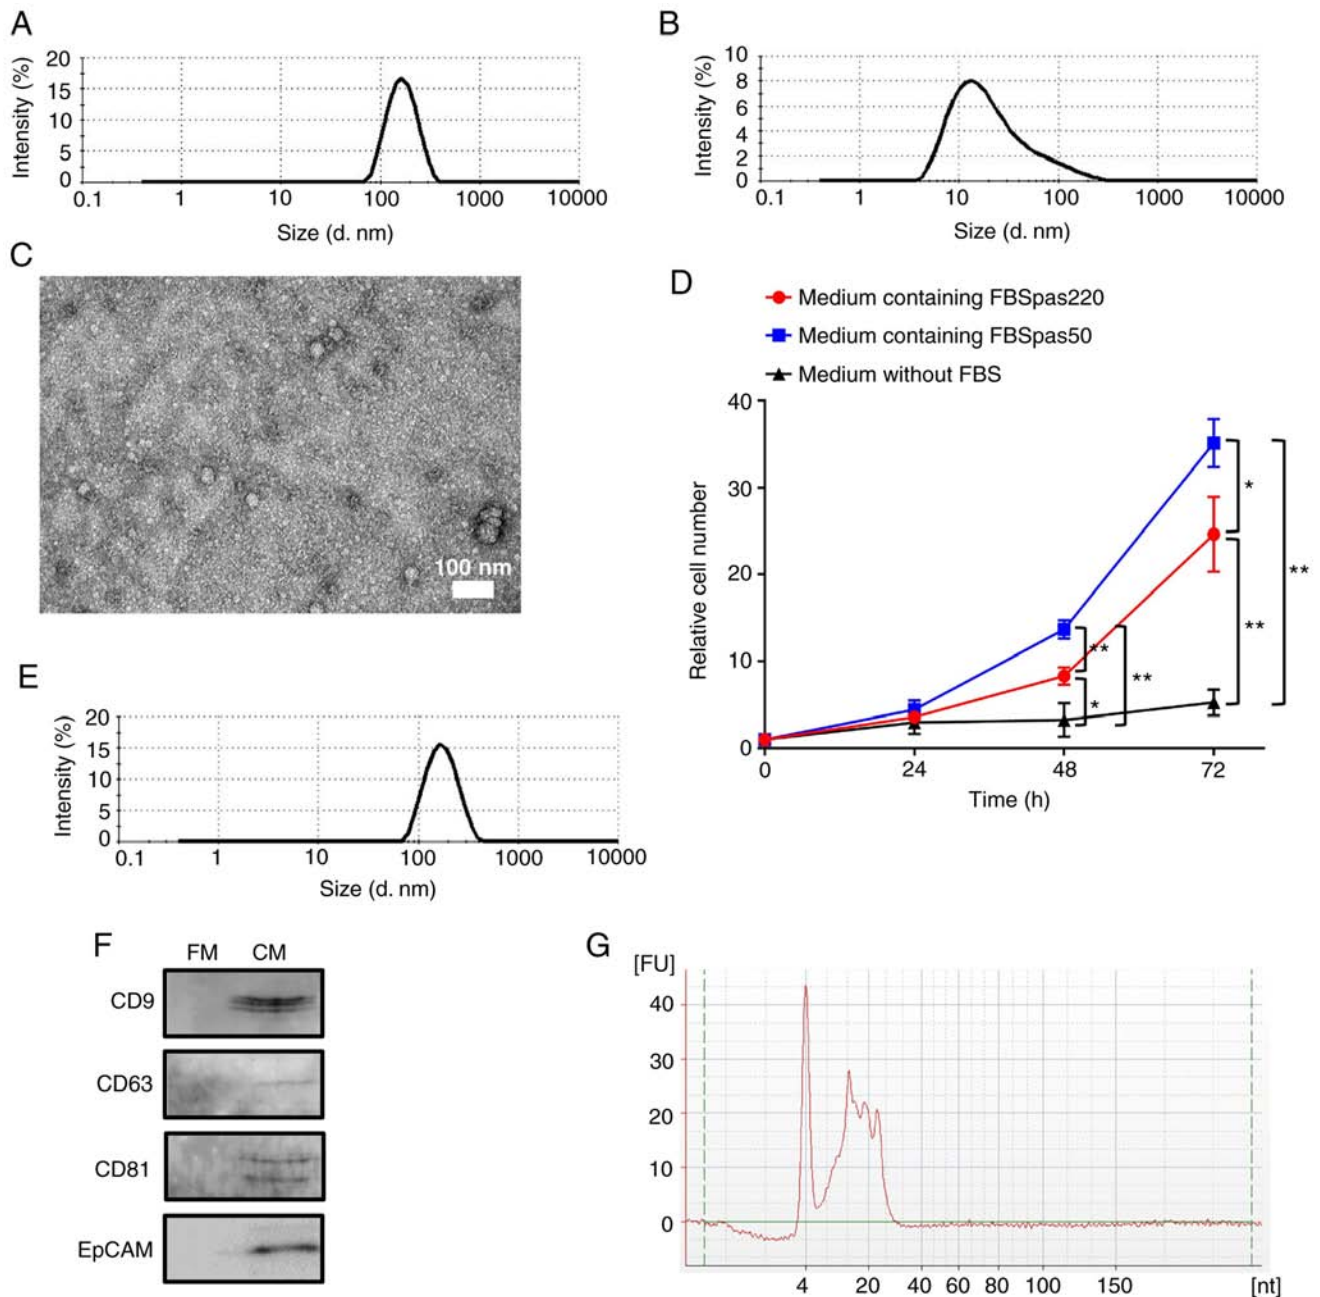 A
Intensity (%)
20
15
10
5
0
0.1 1 10 100 1000 10000
Size (d. nm)
B
Intensity (%)
10
8
6
4
2
0
0.1 1 10 100 1000 10000
Size (d. nm)
C
100 nm
D
Medium containing FBSpas220
Medium containing FBSpas50
Medium without FBS
Relative cell number
40
30
20
10
0
0 24 48 72
Time (h)
**
*
**
*
**
**
E
Intensity (%)
20
15
10
5
0
0.1 1 10 100 1000 10000
Size (d. nm)
F
FM CM
CD9
CD63
CD81
EpCAM
G
[FU]
40
30
20
10
0
4 20 40 60 80 100 150 [nt]